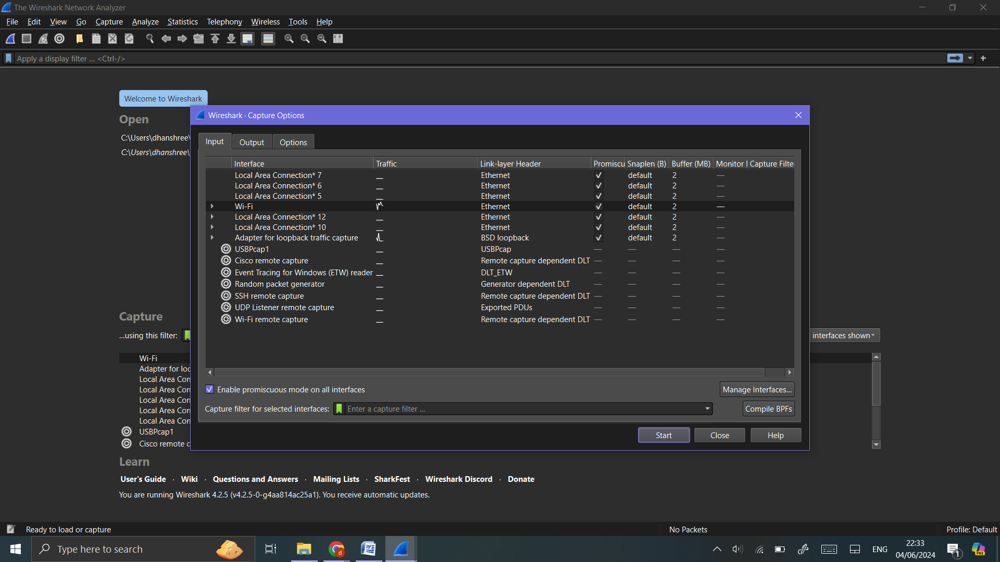 The Wireshark Network Analyzer
File Edit View Go Capture Analyze Statistics Telephony Wireless Tools Help
Apply a display filter ... <Ctrl-/>
Welcome to Wireshark
Open
C:\Users\dhanshree\
C:\Users\dhanshree\
Wireshark · Capture Options
Input Output Options
Interface Traffic Link-layer Header Promiscu Snaplen (B) Buffer (MB) Monitor Capture Filte
Local Area Connection* 7 Ethernet default 2 —
Local Area Connection* 6 Ethernet default 2 —
Local Area Connection* 5 Ethernet default 2 —
Wi-Fi Ethernet default 2 —
Local Area Connection* 12 Ethernet default 2 —
Local Area Connection* 10 Ethernet default 2 —
Adapter for loopback traffic capture BSD loopback default 2 —
USBPcap1 USBPcap — — — —
Cisco remote capture Remote capture dependent DLT — — — —
Event Tracing for Windows (ETW) reader DLT_ETW — — — —
Random packet generator Generator dependent DLT — — — —
SSH remote capture Remote capture dependent DLT — — — —
UDP Listener remote capture Exported PDUs — — — —
Wi-Fi remote capture Remote capture dependent DLT — — — —
Enable promiscuous mode on all interfaces Manage Interfaces...
Capture filter for selected interfaces: Enter a capture filter ... Compile BPFs
Start Close Help
Capture
...using this filter: interfaces shown
Wi-Fi
Adapter for loo
Local Area Con
Local Area Con
Local Area Con
Local Area Con
Local Area Con
USBPcap1
Cisco remote c
Learn
User's Guide · Wiki · Questions and Answers · Mailing Lists · SharkFest · Wireshark Discord · Donate
You are running Wireshark 4.2.5 (v4.2.5-0-g4aa814ac25a1). You receive automatic updates.
Ready to load or capture No Packets Profile: Default
Type here to search ENG 22:33
04/06/2024 1 PRE